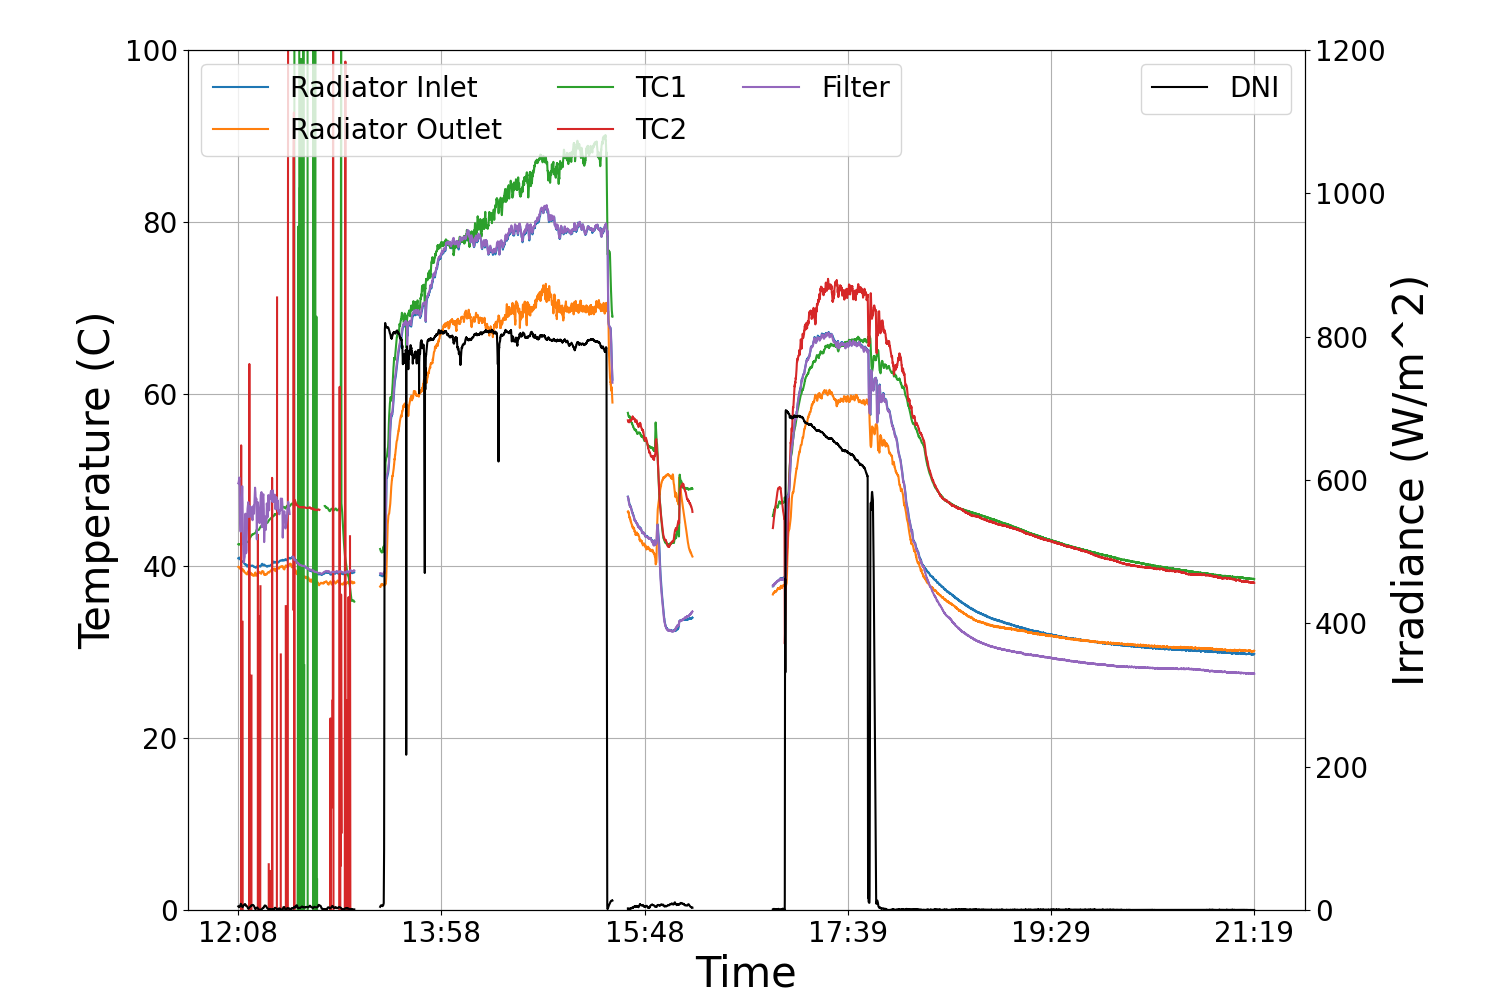 100
80
60
40
20
0
Temperature (C)
Radiator Inlet
Radiator Outlet
TC1
TC2
Filter
DNI
1200
1000
800
600
400
200
0
Irradiance (W/m^2)
12:08 13:58 15:48 17:39 19:29 21:19
Time